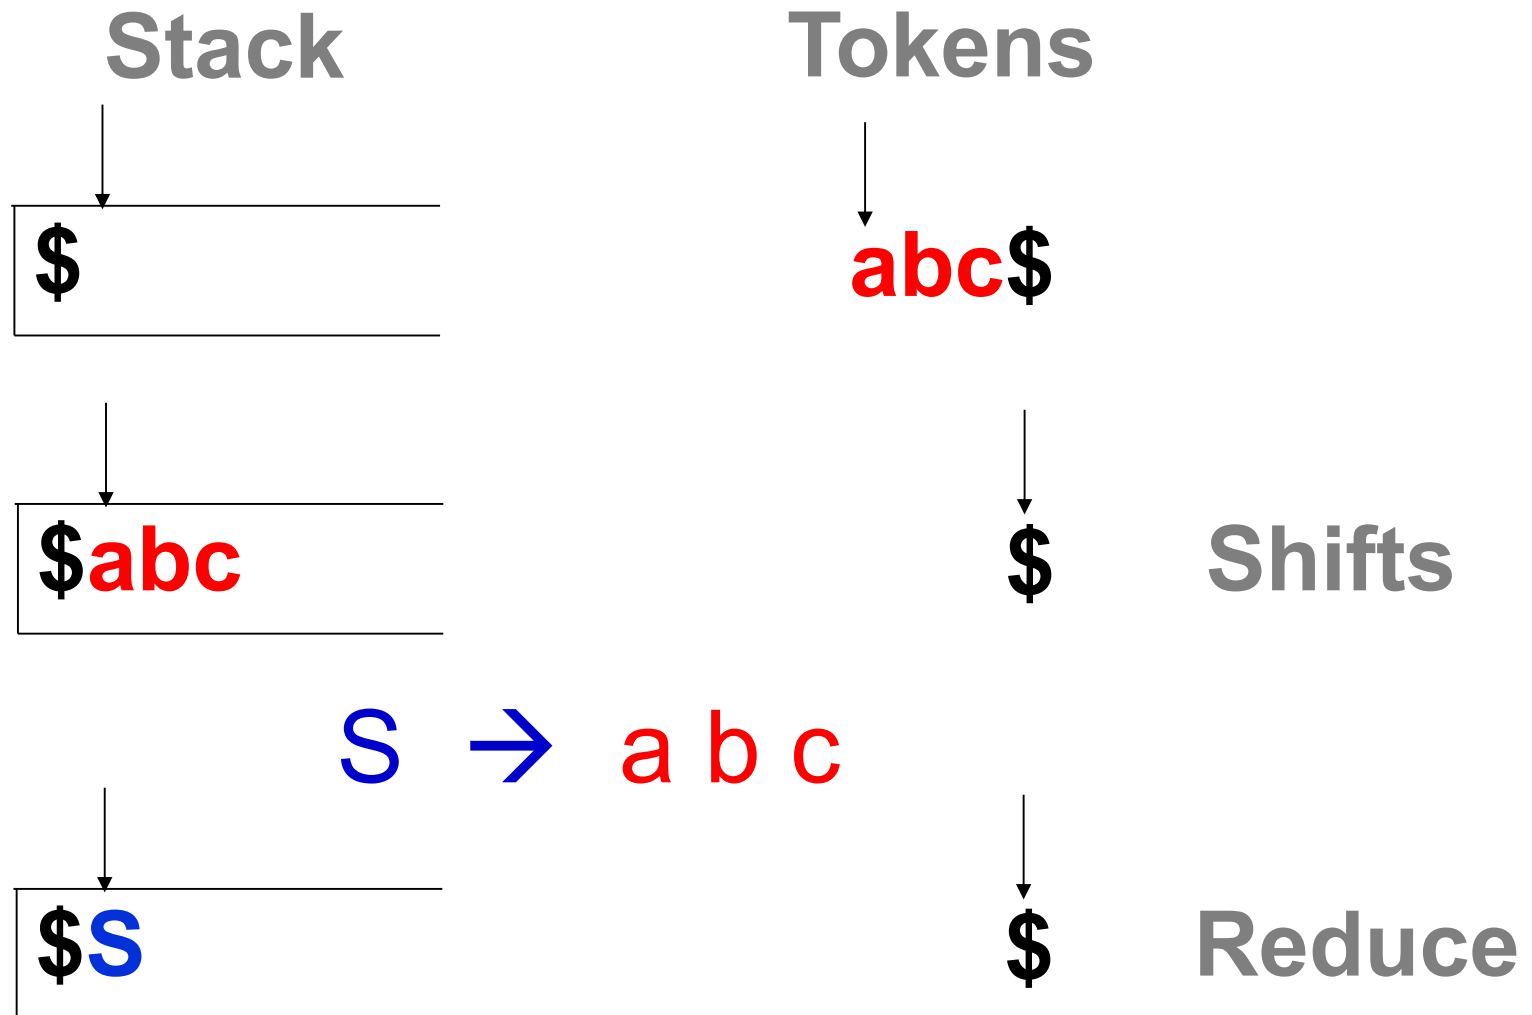 Stack Tokens
$ abc$
$abc $ Shifts
S → a b c
$S $ Reduce